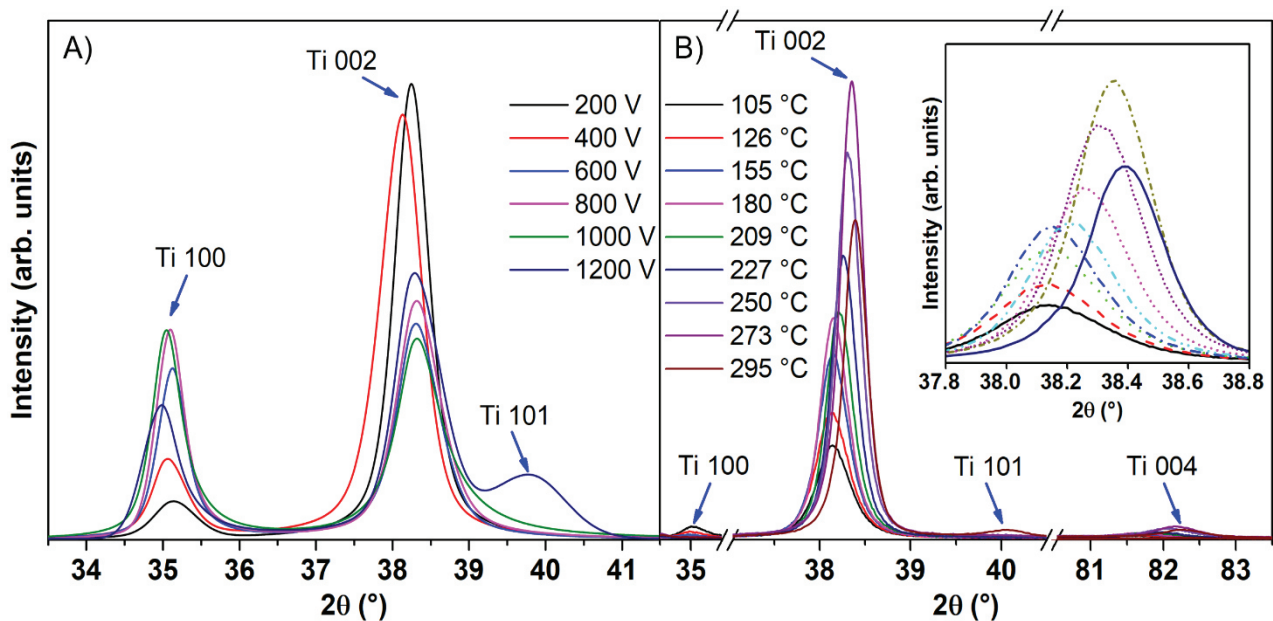 A)
Ti 002
Ti 100
Ti 101
200 V
400 V
600 V
800 V
1000 V
1200 V
Intensity (arb. units)
34 35 36 37 38 39 40 41
2θ (°)
B)
Ti 002
105 °C
126 °C
155 °C
180 °C
209 °C
227 °C
250 °C
273 °C
295 °C
Ti 100
Ti 101
Ti 004
35 38 39 40 81 82 83
2θ (°)
Intensity (arb. units)
37.8 38.0 38.2 38.4 38.6 38.8
2θ (°)